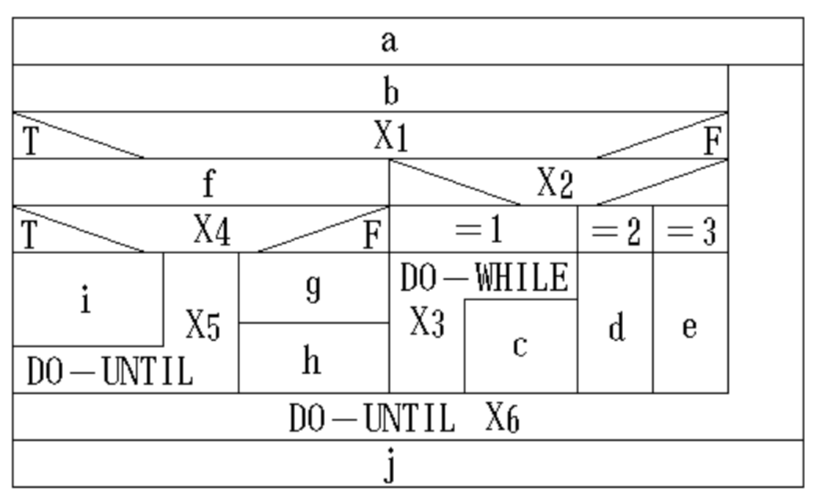 a
b
T X1 F
f X2
T X4 F =1 =2 =3
i X5 g DO-WHILE X3 c d e
DO-UNTIL h
DO-UNTIL X6
j